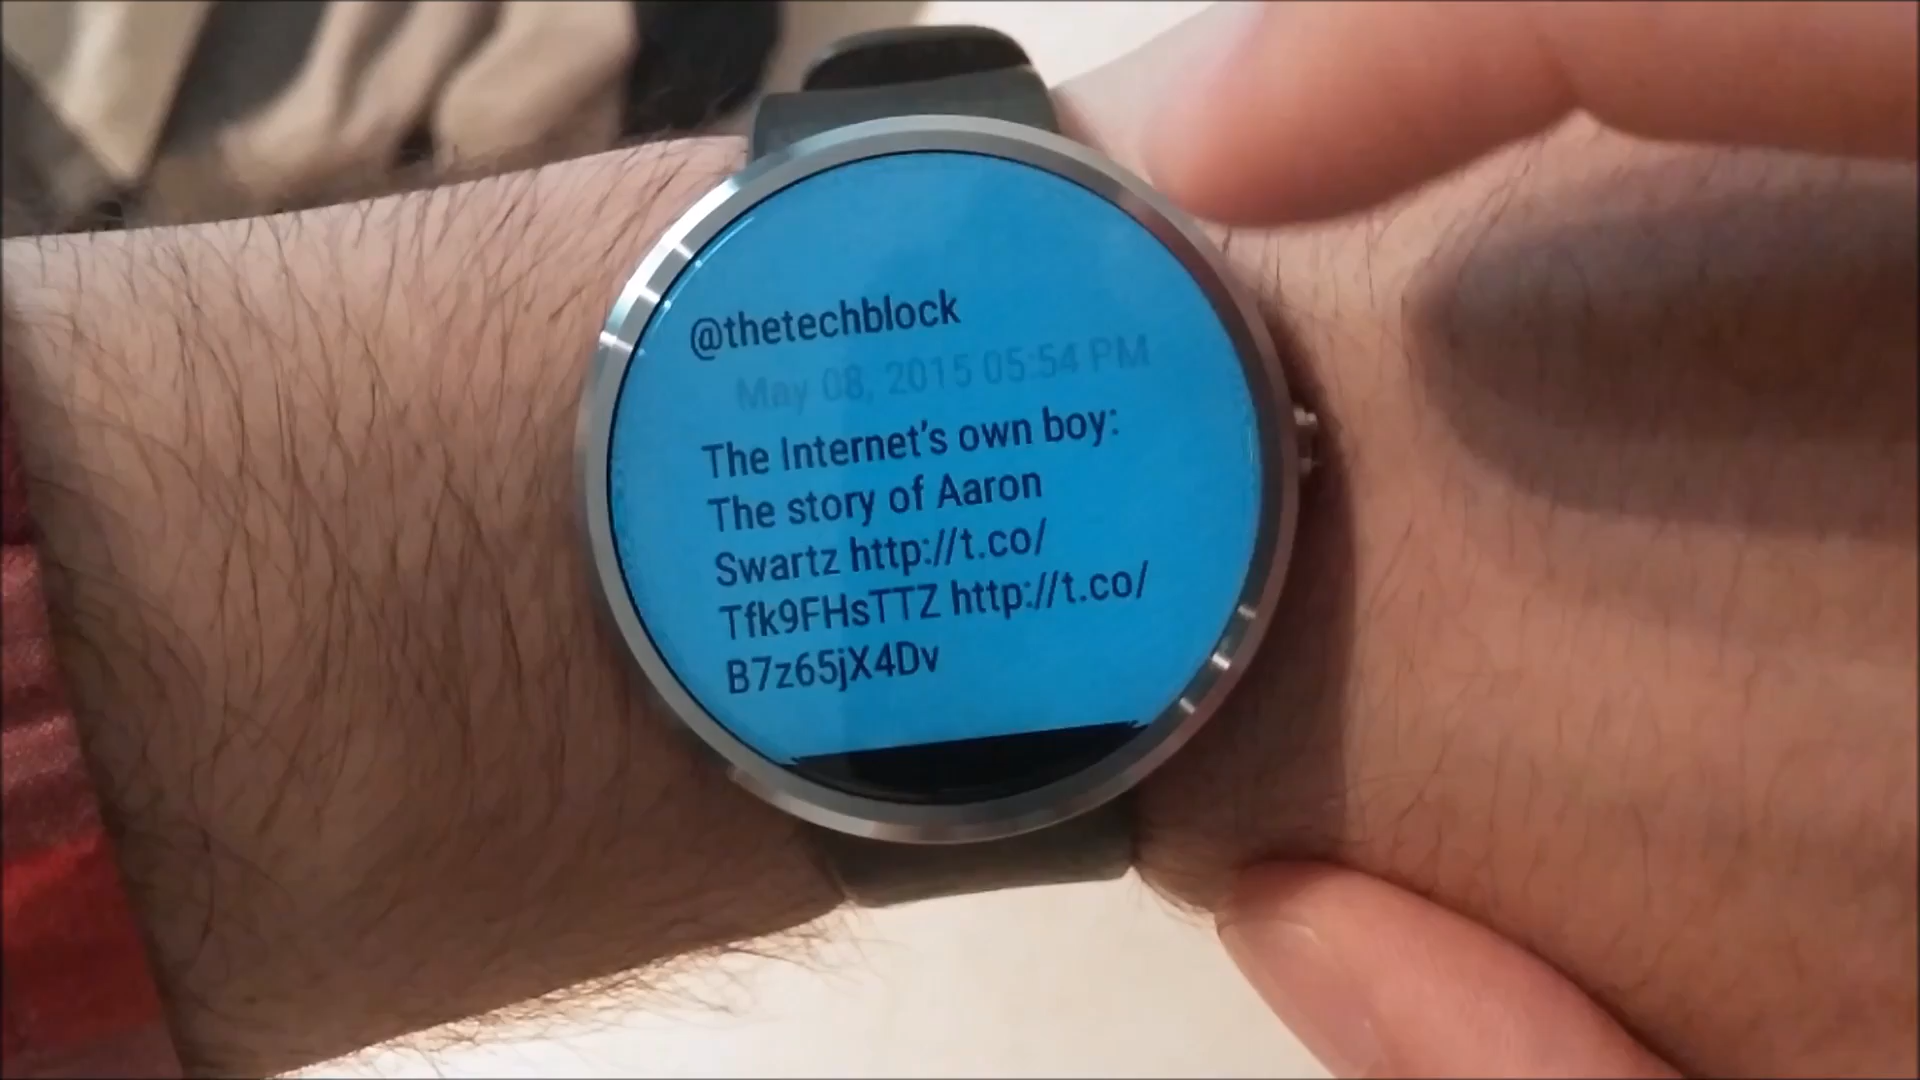 @thetechblock
May 08, 2015 05:54 PM
The Internet's own boy:
The story of Aaron
Swartz http://t.co/
Tfk9FHsTTZ http://t.co/
B7z65jX4Dv